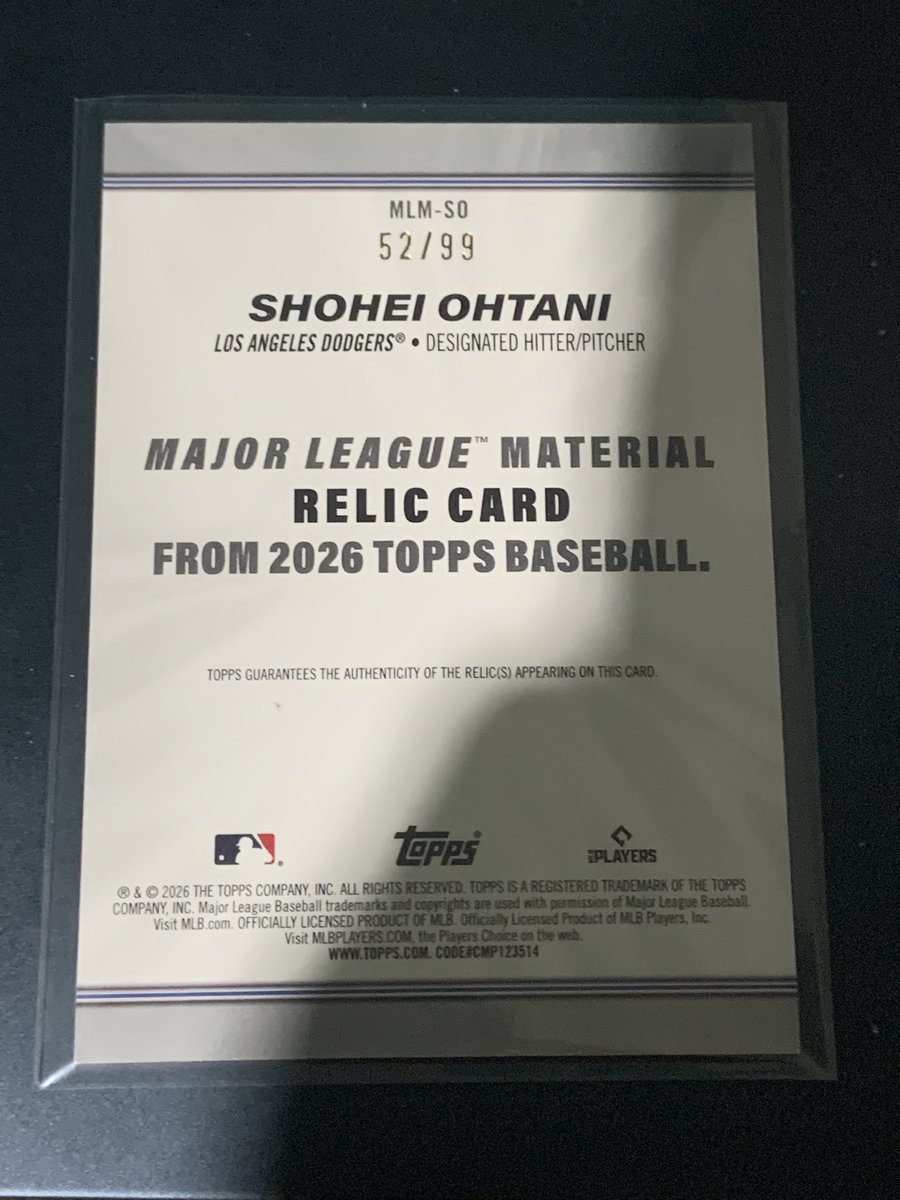 MLM-SO
52/99
SHOHEI OHTANI
LOS ANGELES DODGERS® • DESIGNATED HITTER/PITCHER
MAJOR LEAGUE™ MATERIAL
RELIC CARD
FROM 2026 TOPPS BASEBALL.
TOPPS GUARANTEES THE AUTHENTICITY OF THE RELIC(S) APPEARING ON THIS CARD.
® topps® MLB PLAYERS
® & © 2026 THE TOPPS COMPANY, INC. ALL RIGHTS RESERVED. TOPPS IS A REGISTERED TRADEMARK OF THE TOPPS
COMPANY, INC. Major League Baseball trademarks and copyrights are used with permission of Major League Baseball.
Visit MLB.com. OFFICIALLY LICENSED PRODUCT OF MLB. Officially Licensed Product of MLB Players, Inc.
Visit MLBPLAYERS.COM, the Players Choice on the web.
WWW.TOPPS.COM. CODE#CMP123514